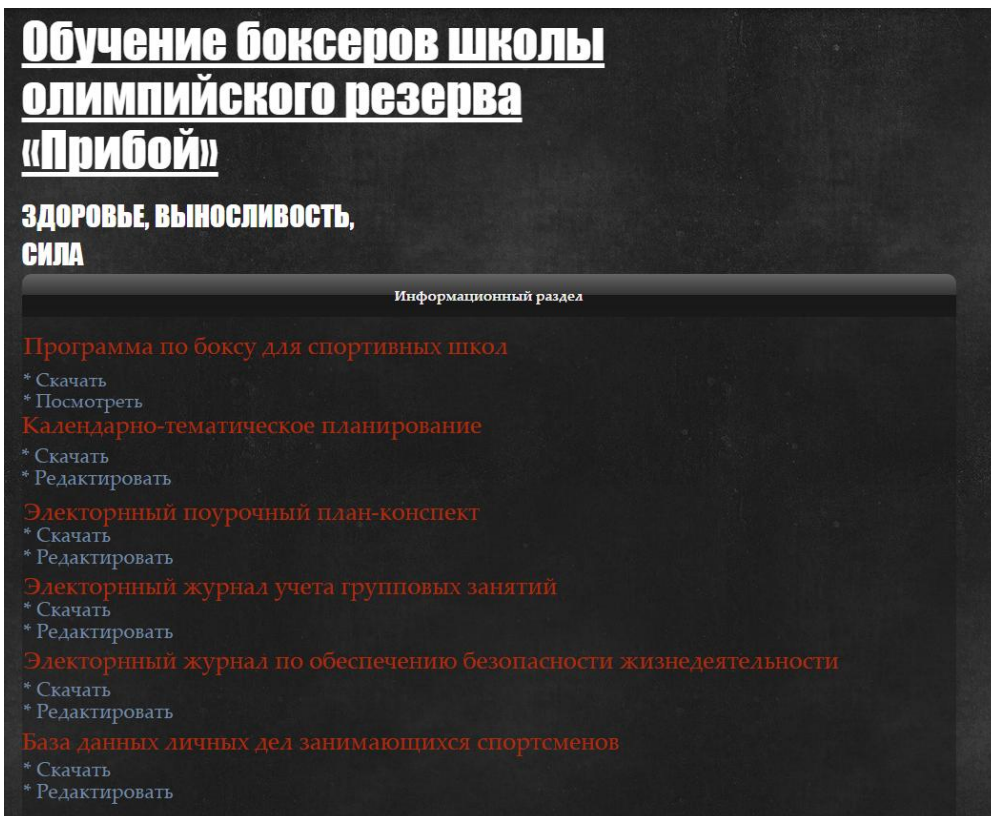 Обучение боксеров школы
олимпийского резерва
«Прибой»
ЗДОРОВЬЕ, ВЫНОСЛИВОСТЬ,
СИЛА
Информационный раздел
Программа по боксу для спортивных школ
* Скачать
* Посмотреть
Календарно-тематическое планирование
* Скачать
* Редактировать
Электорнный поурочный план-конспект
* Скачать
* Редактировать
Электорнный журнал учета групповых занятий
* Скачать
* Редактировать
Электорнный журнал по обеспечению безопасности жизнедеятельности
* Скачать
* Редактировать
База данных личных дел занимающихся спортсменов
* Скачать
* Редактировать